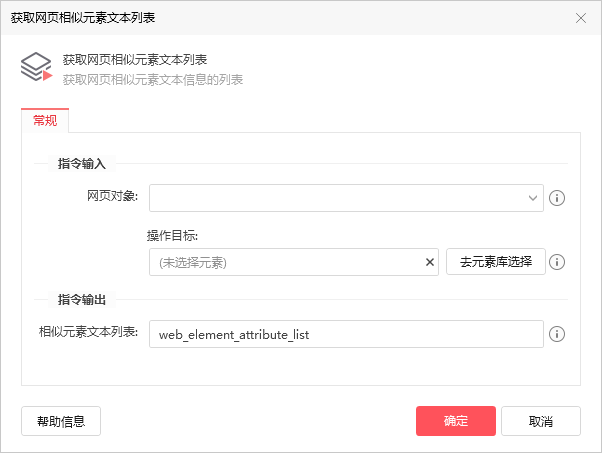 获取网页相似元素文本列表
获取网页相似元素文本列表
获取网页相似元素文本信息的列表
常规
指令输入
网页对象:
操作目标:
(未选择元素)
去元素库选择
指令输出
相似元素文本列表:
web_element_attribute_list
帮助信息
确定
取消